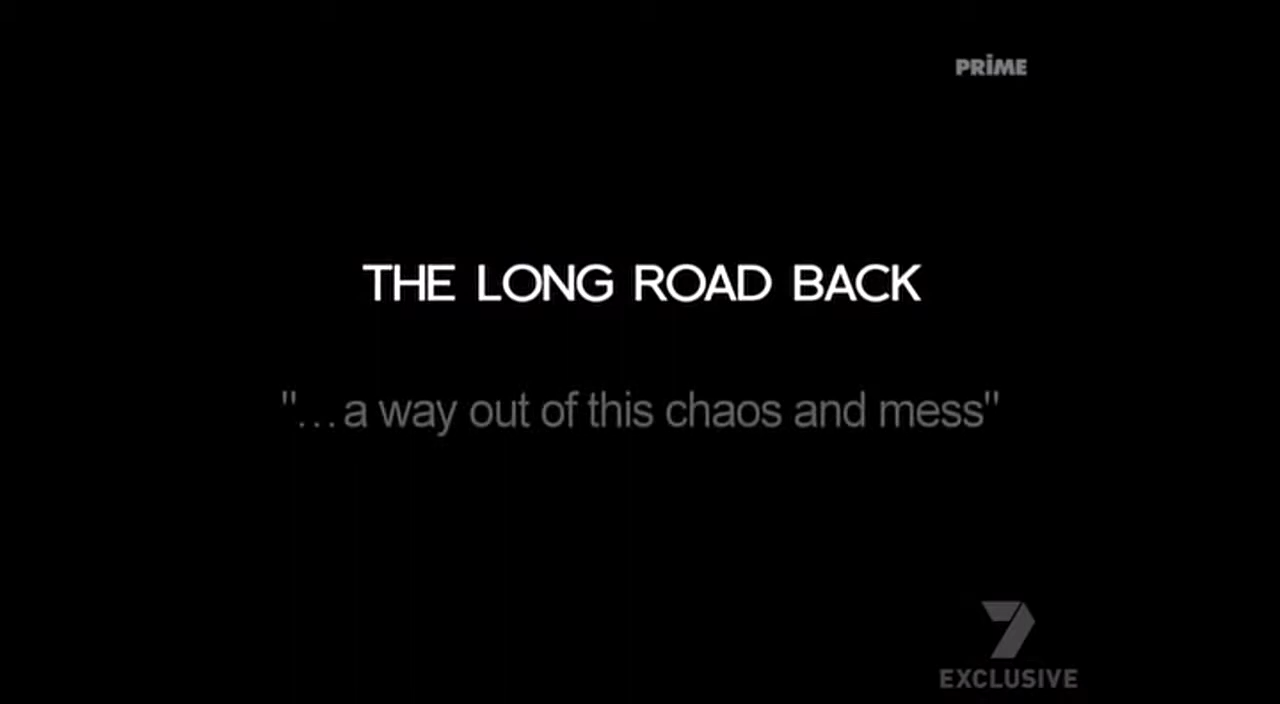 PRiME
THE LONG ROAD BACK
"...a way out of this chaos and mess"
7
EXCLUSIVE